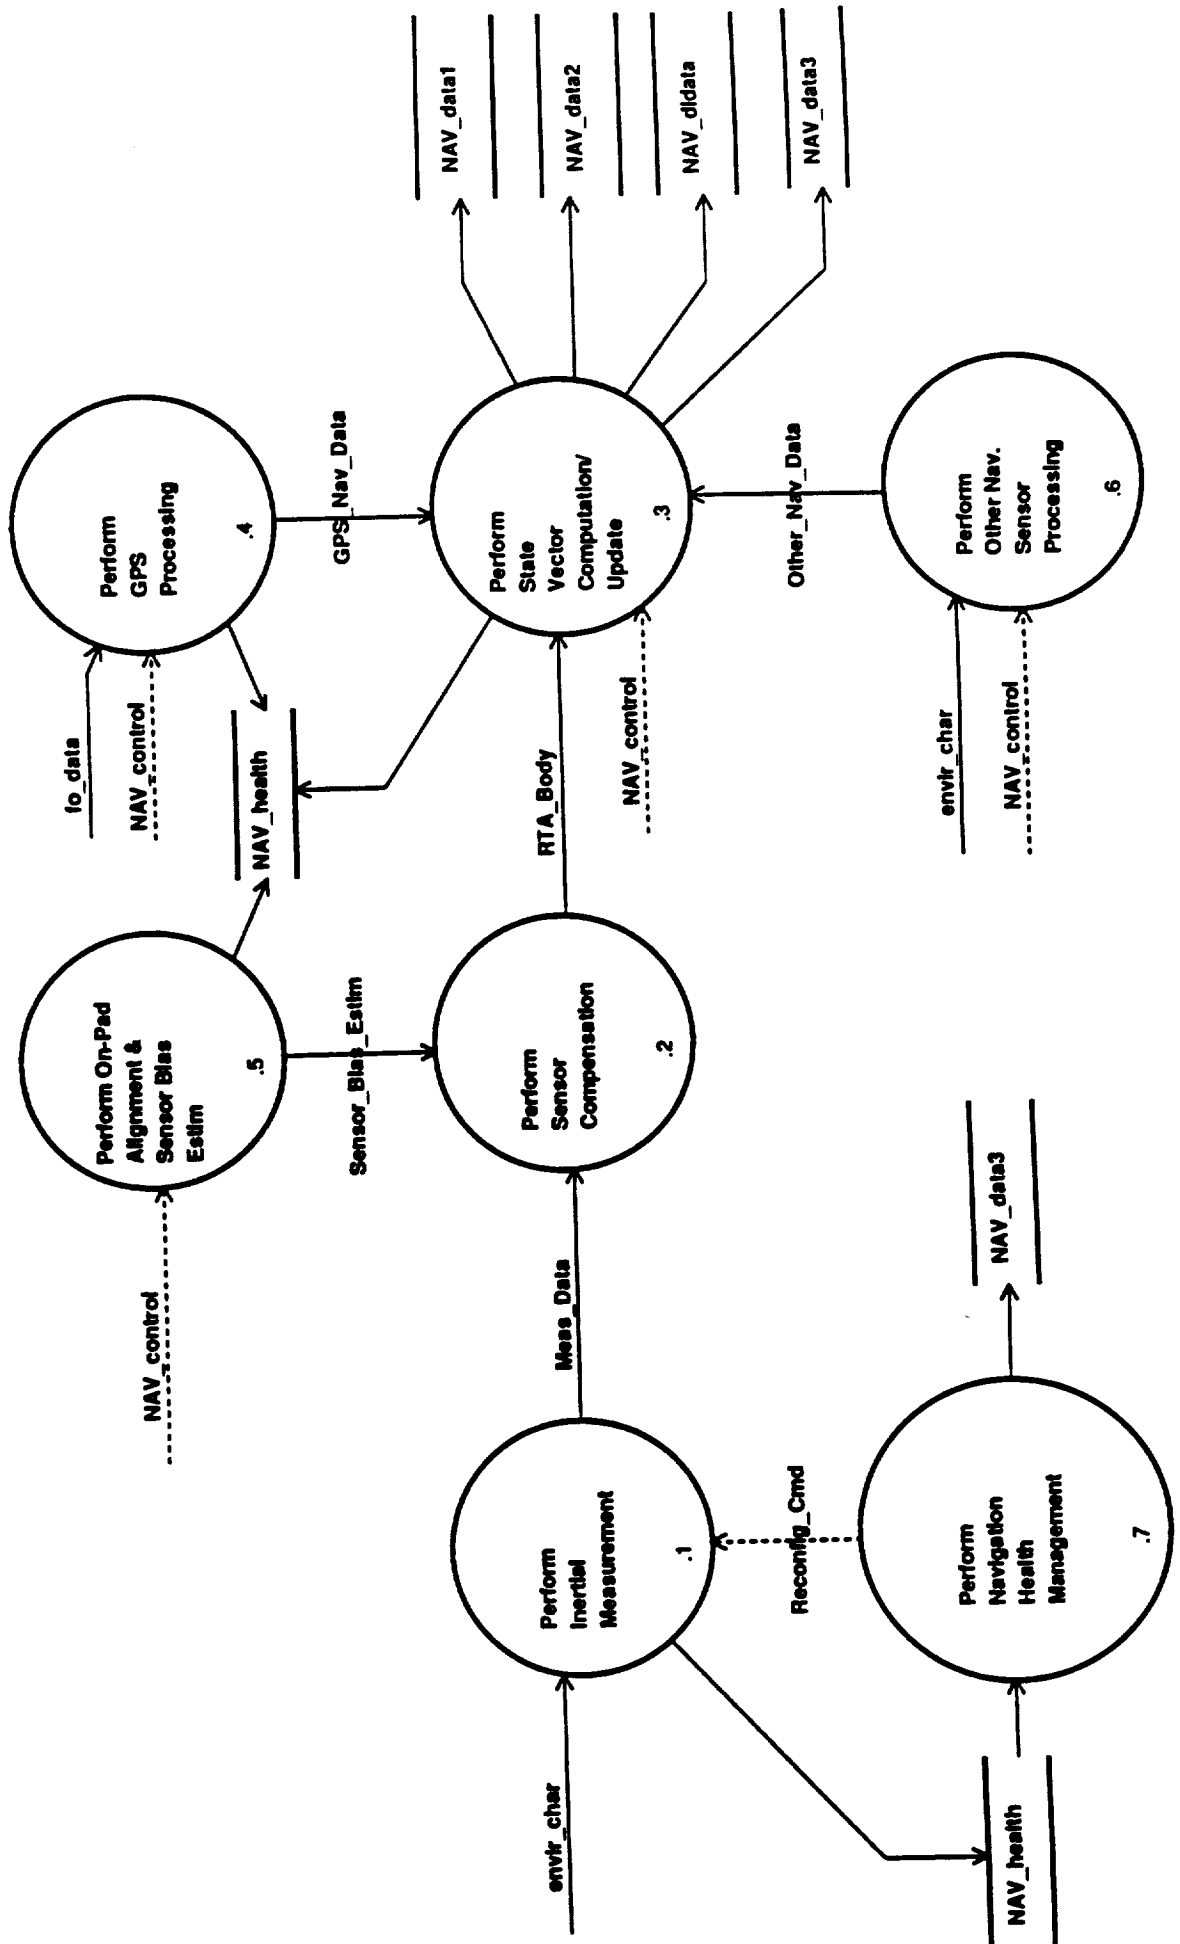 fo_data
NAV_control
Perform
GPS
Processing
.4
NAV_control
Perform On-Pad
Alignment &
Sensor Bias
Estim
.5
NAV_health
GPS_Nav_Data
Sensor_Bias_Estim
envir_char
Perform
Inertial
Measurement
.1
Meas_Data
Perform
Sensor
Compensation
.2
RTA_Body
Perform
State
Vector
Computation/
Update
.3
NAV_control
NAV_data1
NAV_data2
NAV_dldata
NAV_data3
Reconfig_Cmd
Other_Nav_Data
NAV_health
Perform
Navigation
Health
Management
.7
NAV_data3
envir_char
NAV_control
Perform
Other Nav.
Sensor
Processing
.6